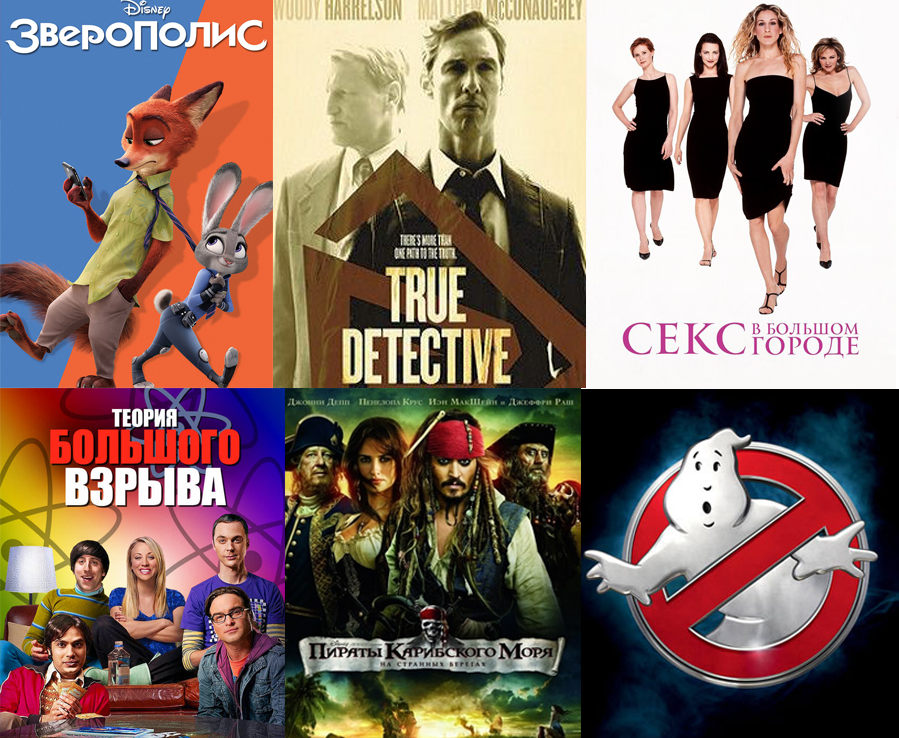 Disney
ЗВЕРОПОЛИС
WOODY HARRELSON MATTHEW McCONAUGHEY
THERE'S MORE THAN
ONE PATH TO THE TRUTH.
TRUE
DETECTIVE
СЕКС В БОЛЬШОМ
ГОРОДЕ
ТЕОРИЯ
БОЛЬШОГО
ВЗРЫВА
Джонни Депп Пенелопа Крус Иэн МакШейн и Джеффри Раш
Disney
Пираты Карибского Моря
НА СТРАННЫХ БЕРЕГАХ